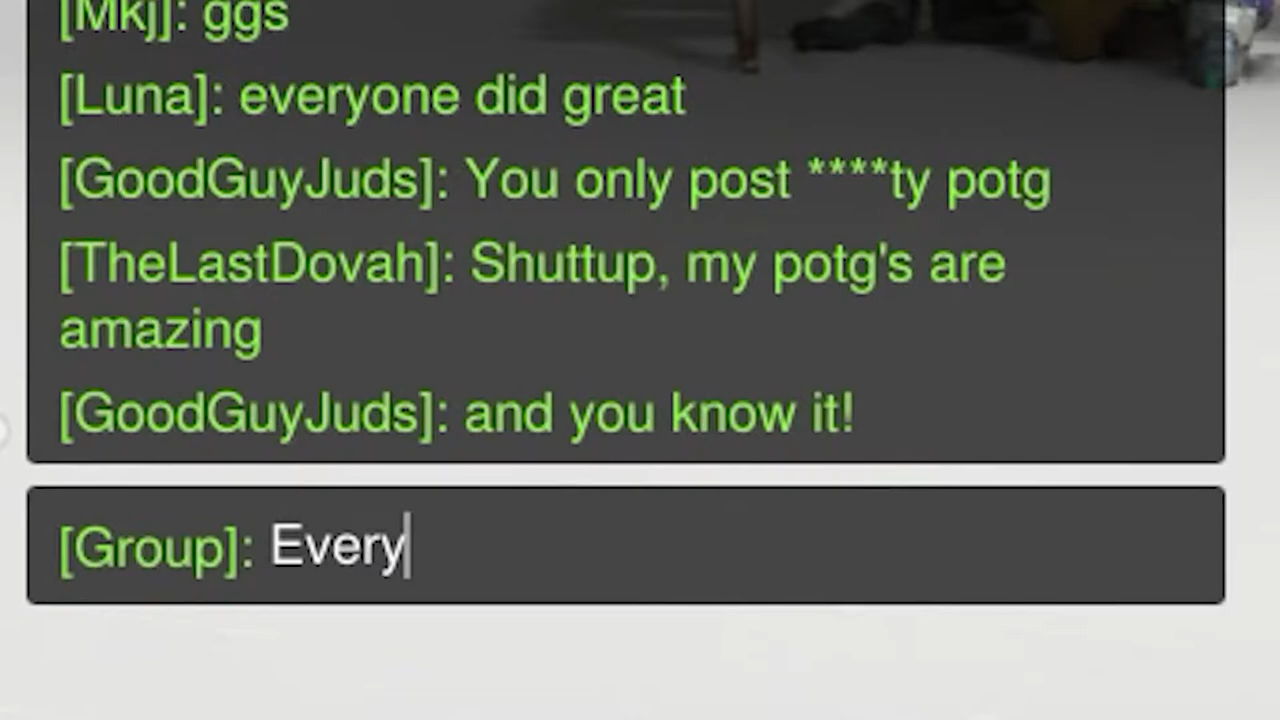 [Mkj]: ggs
[Luna]: everyone did great
[GoodGuyJuds]: You only post ****ty potg
[TheLastDovah]: Shuttup, my potg's are
amazing
[GoodGuyJuds]: and you know it!
[Group]: Every